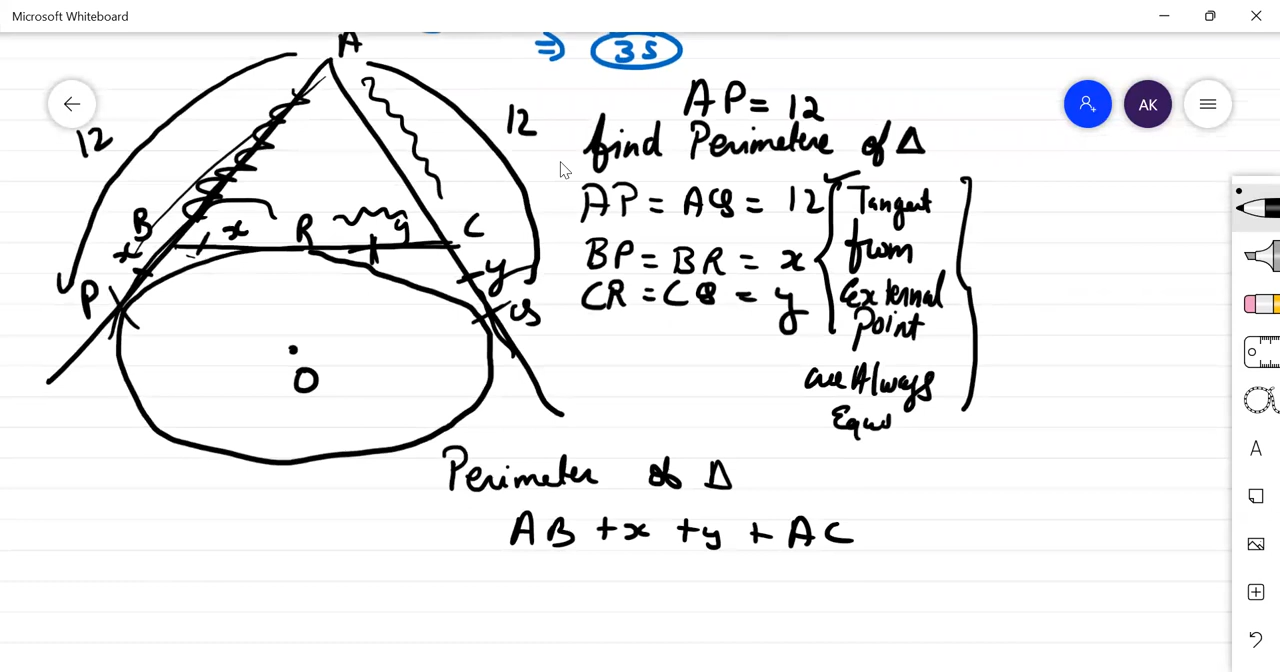 Microsoft Whiteboard
A
⇒ 35
AK
12
12
AP = 12
find Perimetere of Δ
AP = AQ = 12
Tangent
B
x
R
y
C
x
BP = BR = x
from
P
y
Q
CR = CQ = y
External
Point
O
are Always
Equal
Perimeter of Δ
AB + x + y + AC
A